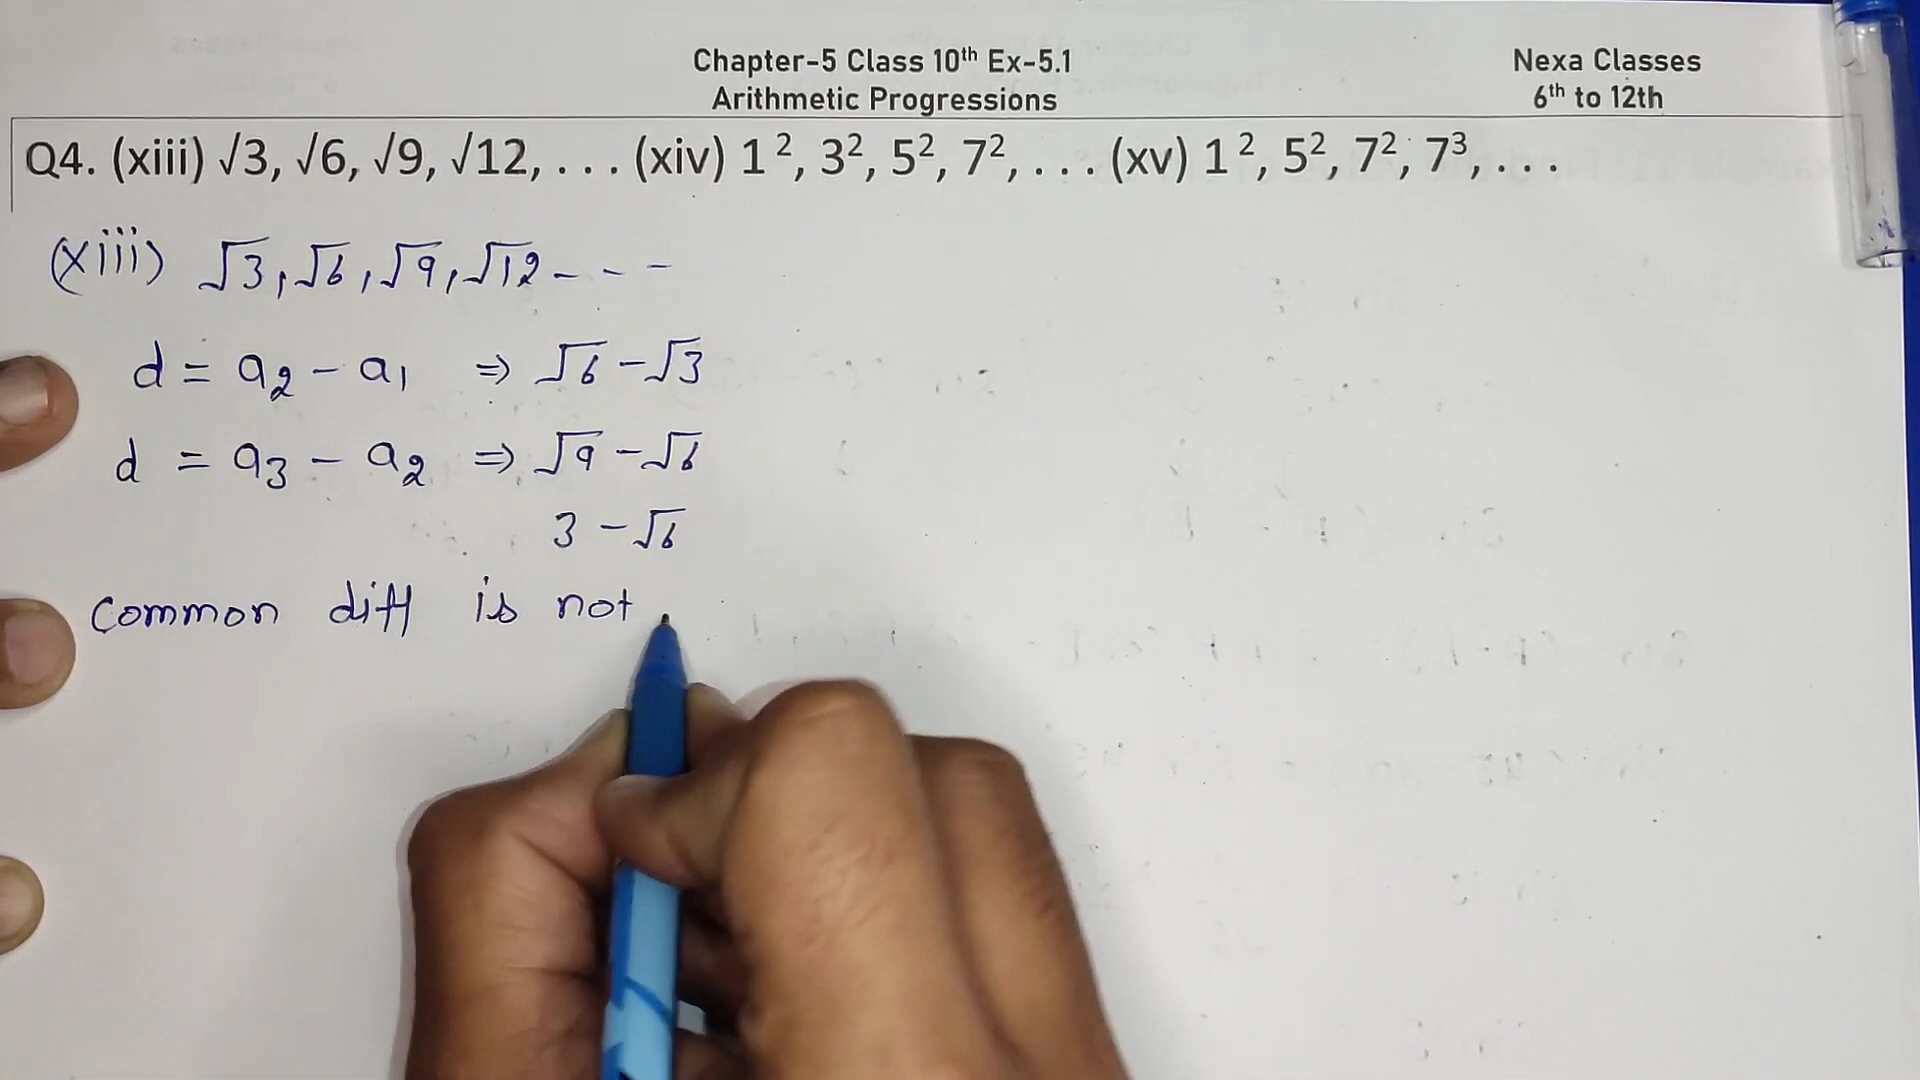 Chapter-5 Class 10th Ex-5.1
Arithmetic Progressions
Nexa Classes
6th to 12th
Q4. (xiii) √3, √6, √9, √12, . . . (xiv) 1², 3², 5², 7², . . . (xv) 1², 5², 7², 7³, . . .
(xiii) √3, √6, √9, √12 - - -
d = a₂ - a₁ ⇒ √6 - √3
d = a₃ - a₂ ⇒ √9 - √6
3 - √6
Common diff is not